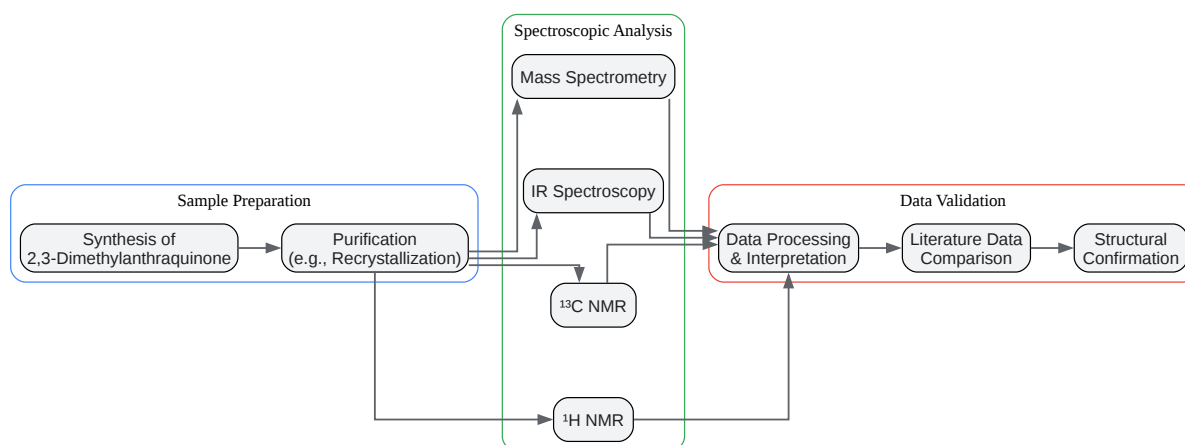 Spectroscopic Analysis
Mass Spectrometry
IR Spectroscopy
Sample Preparation
Data Validation
Synthesis of
2,3-Dimethylanthraquinone
Purification
(e.g., Recrystallization)
Data Processing
& Interpretation
Literature Data
Comparison
Structural
Confirmation
¹³C NMR
¹H NMR